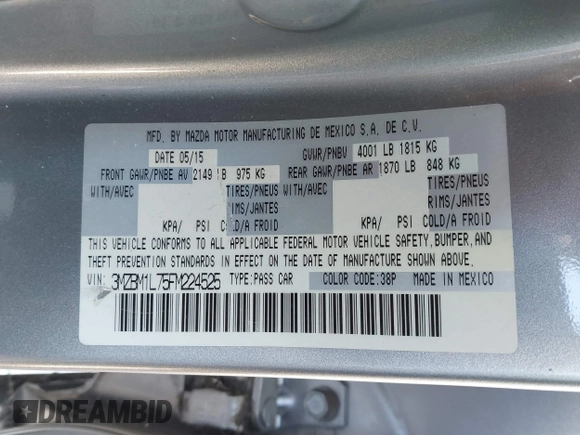 MFD. BY MAZDA MOTOR MANUFACTURING DE MEXICO S.A. DE C.V.
DATE 05/15 GVWR/PNBV 4001 LB 1815 KG
FRONT GAWR/PNBE AV 2149 LB 975 KG REAR GAWR/PNBE AR 1870 LB 848 KG
WITH/AVEC TIRES/PNEUS WITH/AVEC TIRES/PNEUS
RIMS/JANTES RIMS/JANTES
KPA/ PSI COLD/A FROID KPA/ PSI COLD/A FROID
THIS VEHICLE CONFORMS TO ALL APPLICABLE FEDERAL MOTOR VEHICLE SAFETY, BUMPER, AND
THEFT PREVENTION STANDARDS IN EFFECT ON THE DATE OF MANUFACTURE SHOWN ABOVE.
VIN: 3MZBM1L75FM224525 TYPE:PASS CAR COLOR CODE:38P MADE IN MEXICO
DREAMBID